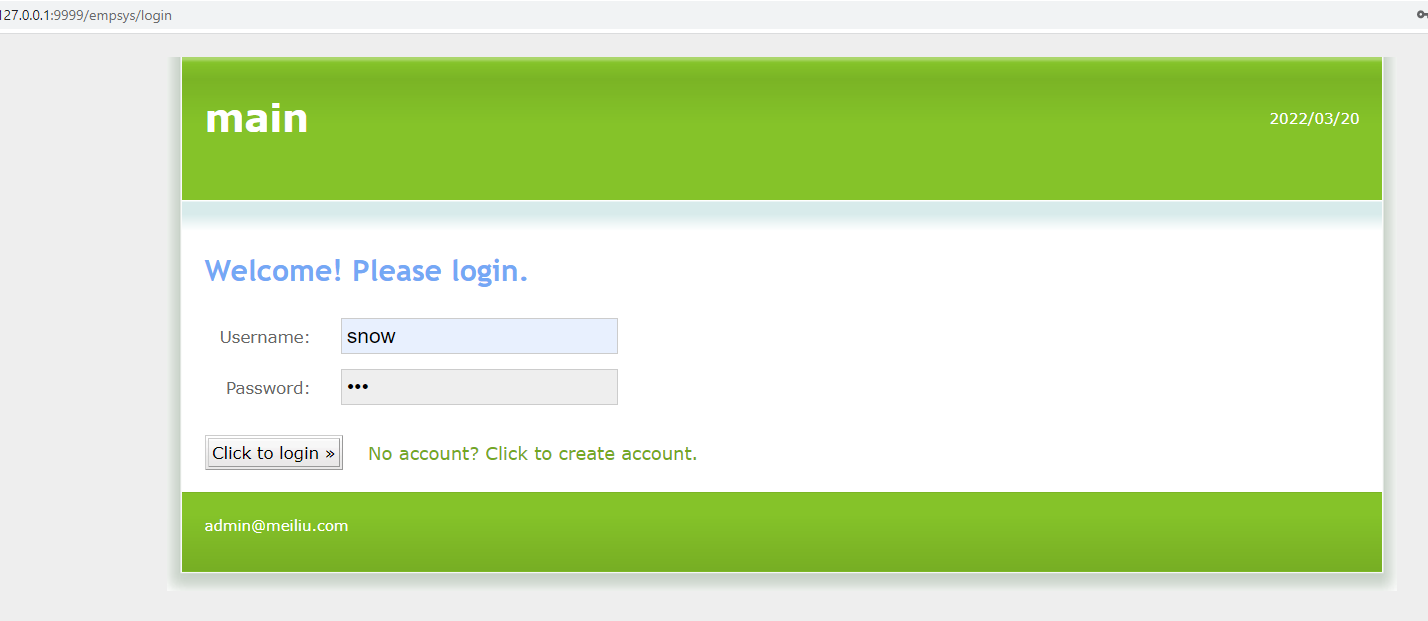 127.0.0.1:9999/empsys/login
main
2022/03/20
Welcome! Please login.
Username: snow
Password: •••
Click to login » No account? Click to create account.
admin@meiliu.com